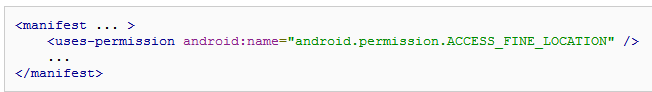 <manifest ... >
    <uses-permission android:name="android.permission.ACCESS_FINE_LOCATION" />
    ...
</manifest>